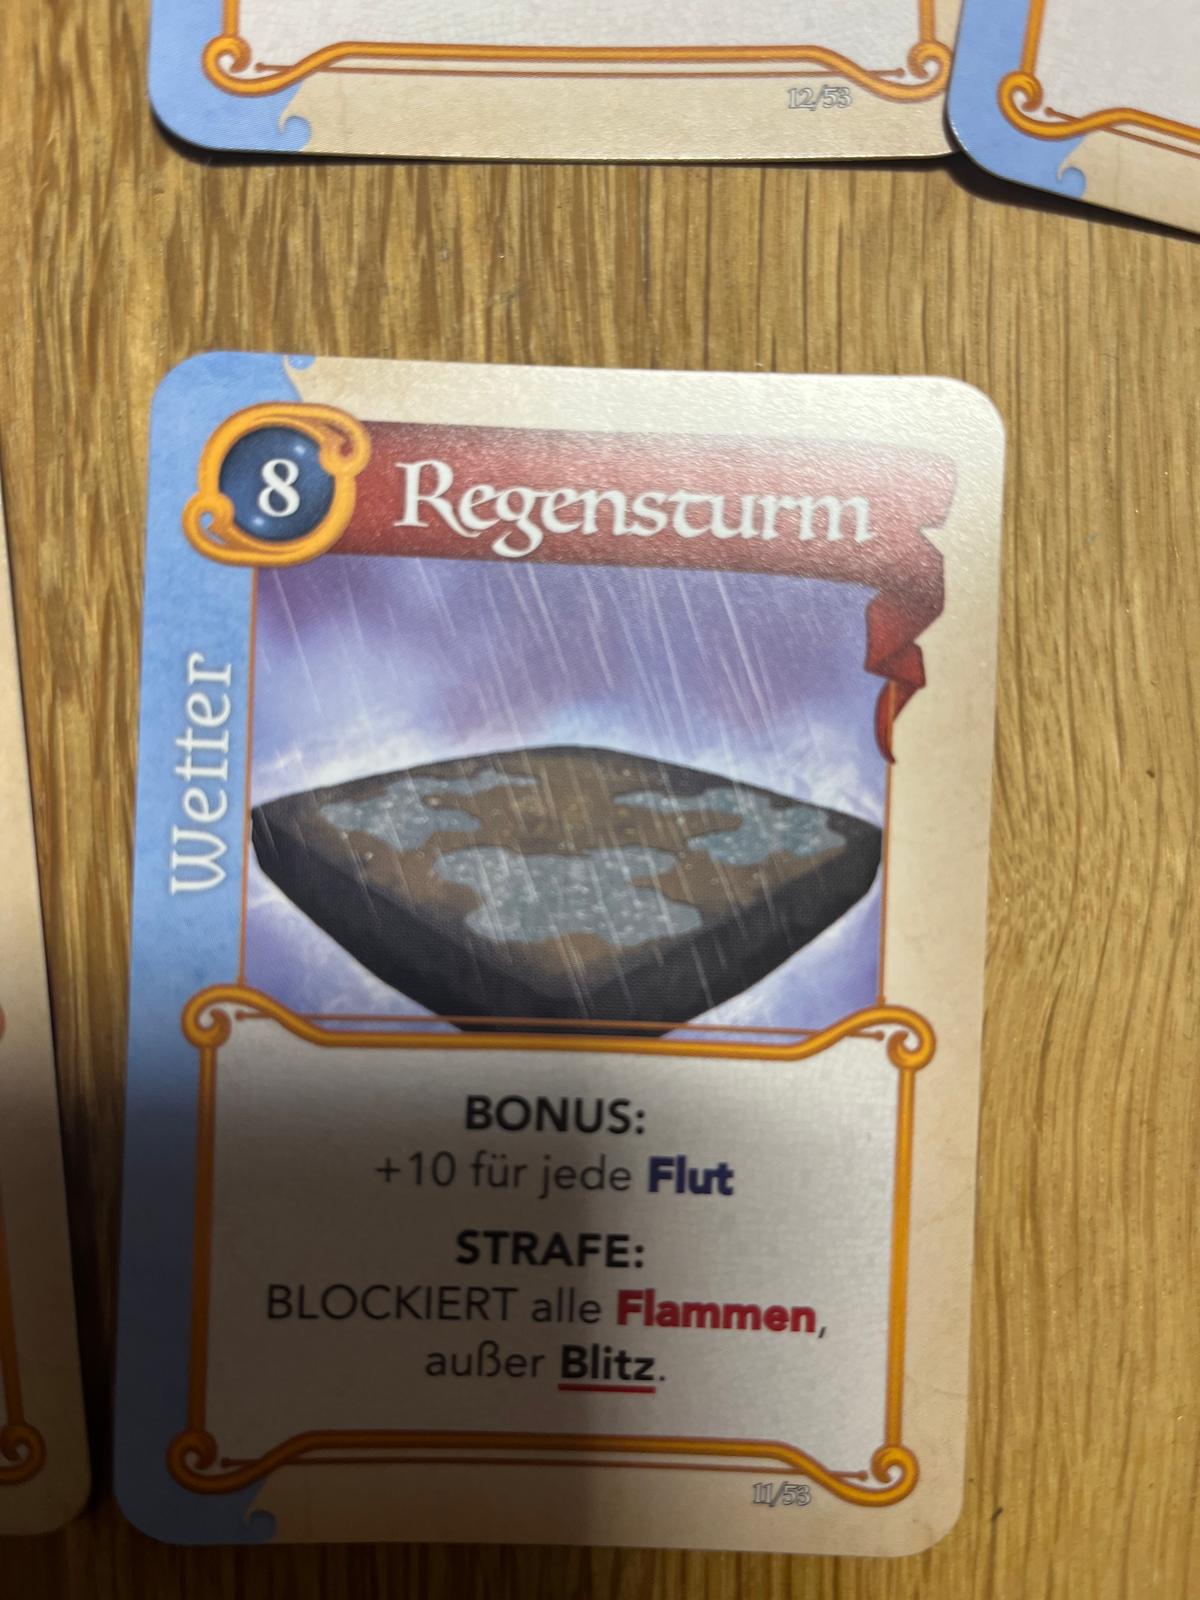 12/53
8
Regensturm
Wetter
BONUS:
+10 für jede Flut
STRAFE:
BLOCKIERT alle Flammen,
außer Blitz.
11/53